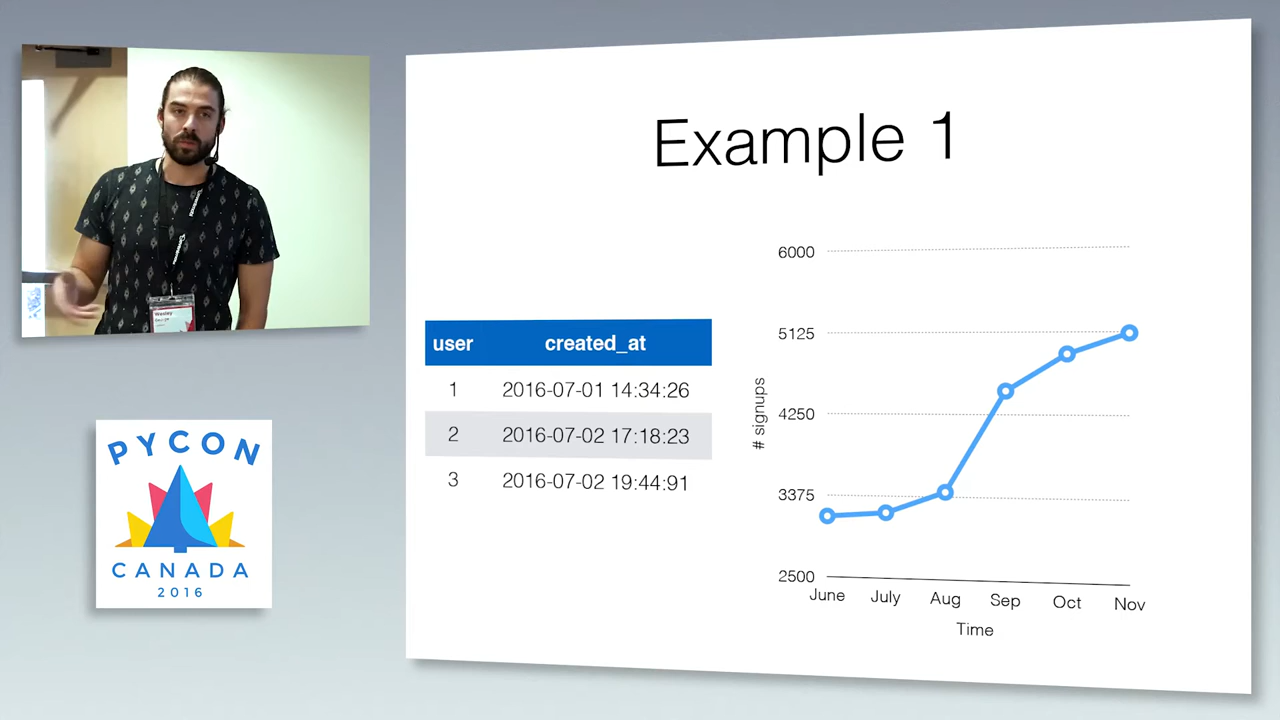 Example 1
user created_at
1 2016-07-01 14:34:26
2 2016-07-02 17:18:23
3 2016-07-02 19:44:91
6000
5125
4250
3375
2500
# signups
June July Aug Sep Oct Nov
Time
Wesley
PYCON
CANADA
2016